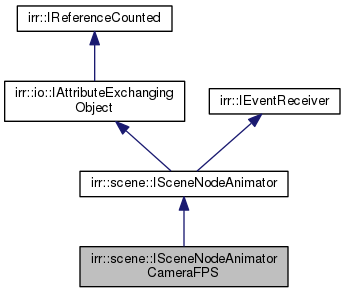 irr::IReferenceCounted
irr::io::IAttributeExchanging
Object
irr::IEventReceiver
irr::scene::ISceneNodeAnimator
irr::scene::ISceneNodeAnimator
CameraFPS